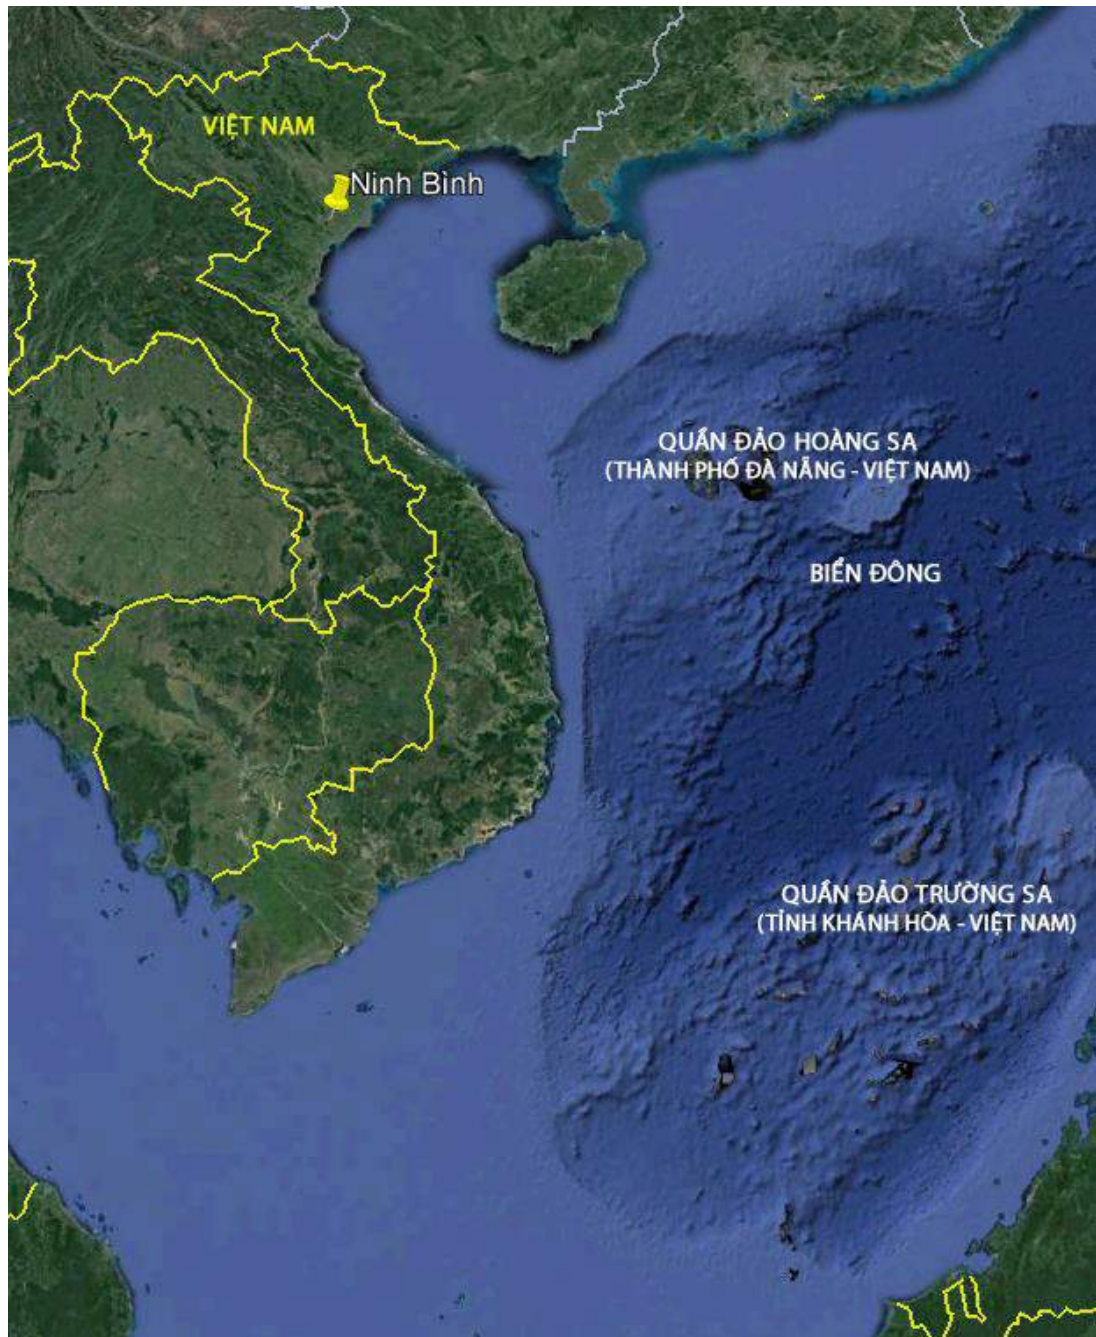 VIỆT NAM
Ninh Bình
QUẦN ĐẢO HOÀNG SA
(THÀNH PHỐ ĐÀ NẴNG - VIỆT NAM)
BIỂN ĐÔNG
QUẦN ĐẢO TRƯỜNG SA
(TỈNH KHÁNH HÒA - VIỆT NAM)